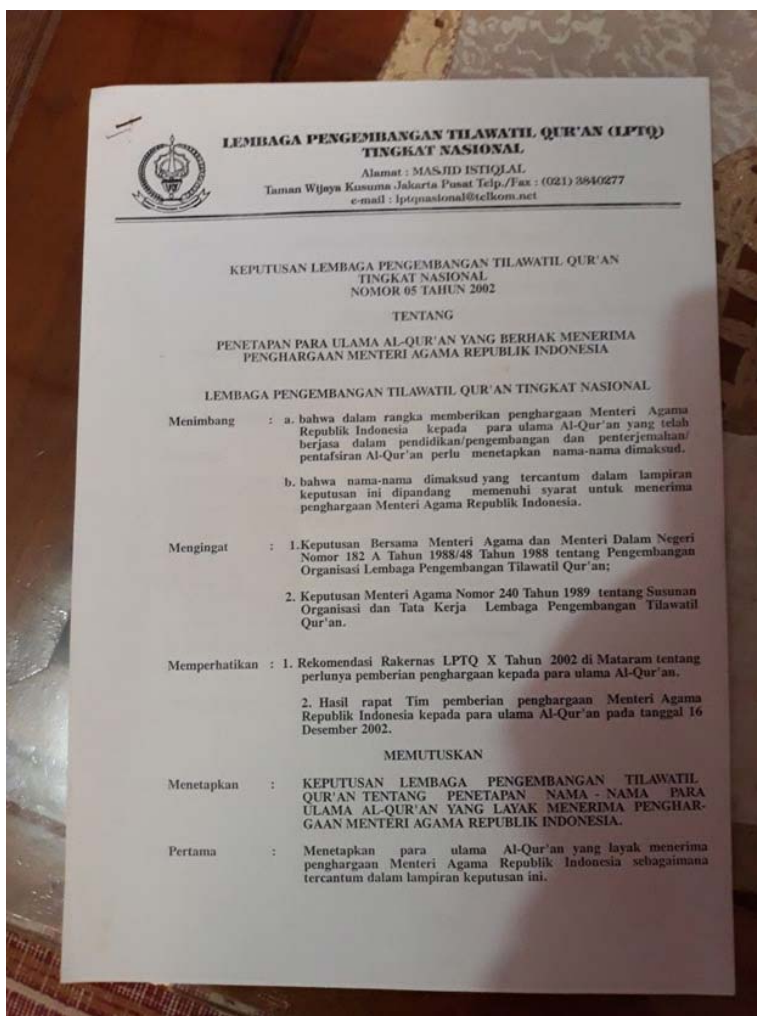 LEMBAGA PENGEMBANGAN TILAWATIL QUR'AN (LPTQ)
TINGKAT NASIONAL
Alamat : MASJID ISTIQLAL
Taman Wijaya Kusuma Jakarta Pusat Telp./Fax : (021) 3840277
e-mail : lptqnasional@telkom.net
KEPUTUSAN LEMBAGA PENGEMBANGAN TILAWATIL QUR'AN
TINGKAT NASIONAL
NOMOR 05 TAHUN 2002
TENTANG
PENETAPAN PARA ULAMA AL-QUR'AN YANG BERHAK MENERIMA
PENGHARGAAN MENTERI AGAMA REPUBLIK INDONESIA
LEMBAGA PENGEMBANGAN TILAWATIL QUR'AN TINGKAT NASIONAL
Menimbang : a. bahwa dalam rangka memberikan penghargaan Menteri Agama
Republik Indonesia kepada para ulama Al-Qur'an yang telah
berjasa dalam pendidikan/pengembangan dan penterjemahan/
pentafsiran Al-Qur'an perlu menetapkan nama-nama dimaksud.
b. bahwa nama-nama dimaksud yang tercantum dalam lampiran
keputusan ini dipandang memenuhi syarat untuk menerima
penghargaan Menteri Agama Republik Indonesia.
Mengingat : 1.Keputusan Bersama Menteri Agama dan Menteri Dalam Negeri
Nomor 182 A Tahun 1988/48 Tahun 1988 tentang Pengembangan
Organisasi Lembaga Pengembangan Tilawatil Qur'an;
2. Keputusan Menteri Agama Nomor 240 Tahun 1989 tentang Susunan
Organisasi dan Tata Kerja Lembaga Pengembangan Tilawatil
Qur'an.
Memperhatikan : 1. Rekomendasi Rakernas LPTQ X Tahun 2002 di Mataram tentang
perlunya pemberian penghargaan kepada para ulama Al-Qur'an.
2. Hasil rapat Tim pemberian penghargaan Menteri Agama
Republik Indonesia kepada para ulama Al-Qur'an pada tanggal 16
Desember 2002.
MEMUTUSKAN
Menetapkan : KEPUTUSAN LEMBAGA PENGEMBANGAN TILAWATIL
QUR'AN TENTANG PENETAPAN NAMA - NAMA PARA
ULAMA AL-QUR'AN YANG LAYAK MENERIMA PENGHAR-
GAAN MENTERI AGAMA REPUBLIK INDONESIA.
Pertama : Menetapkan para ulama Al-Qur'an yang layak menerima
penghargaan Menteri Agama Republik Indonesia sebagaimana
tercantum dalam lampiran keputusan ini.